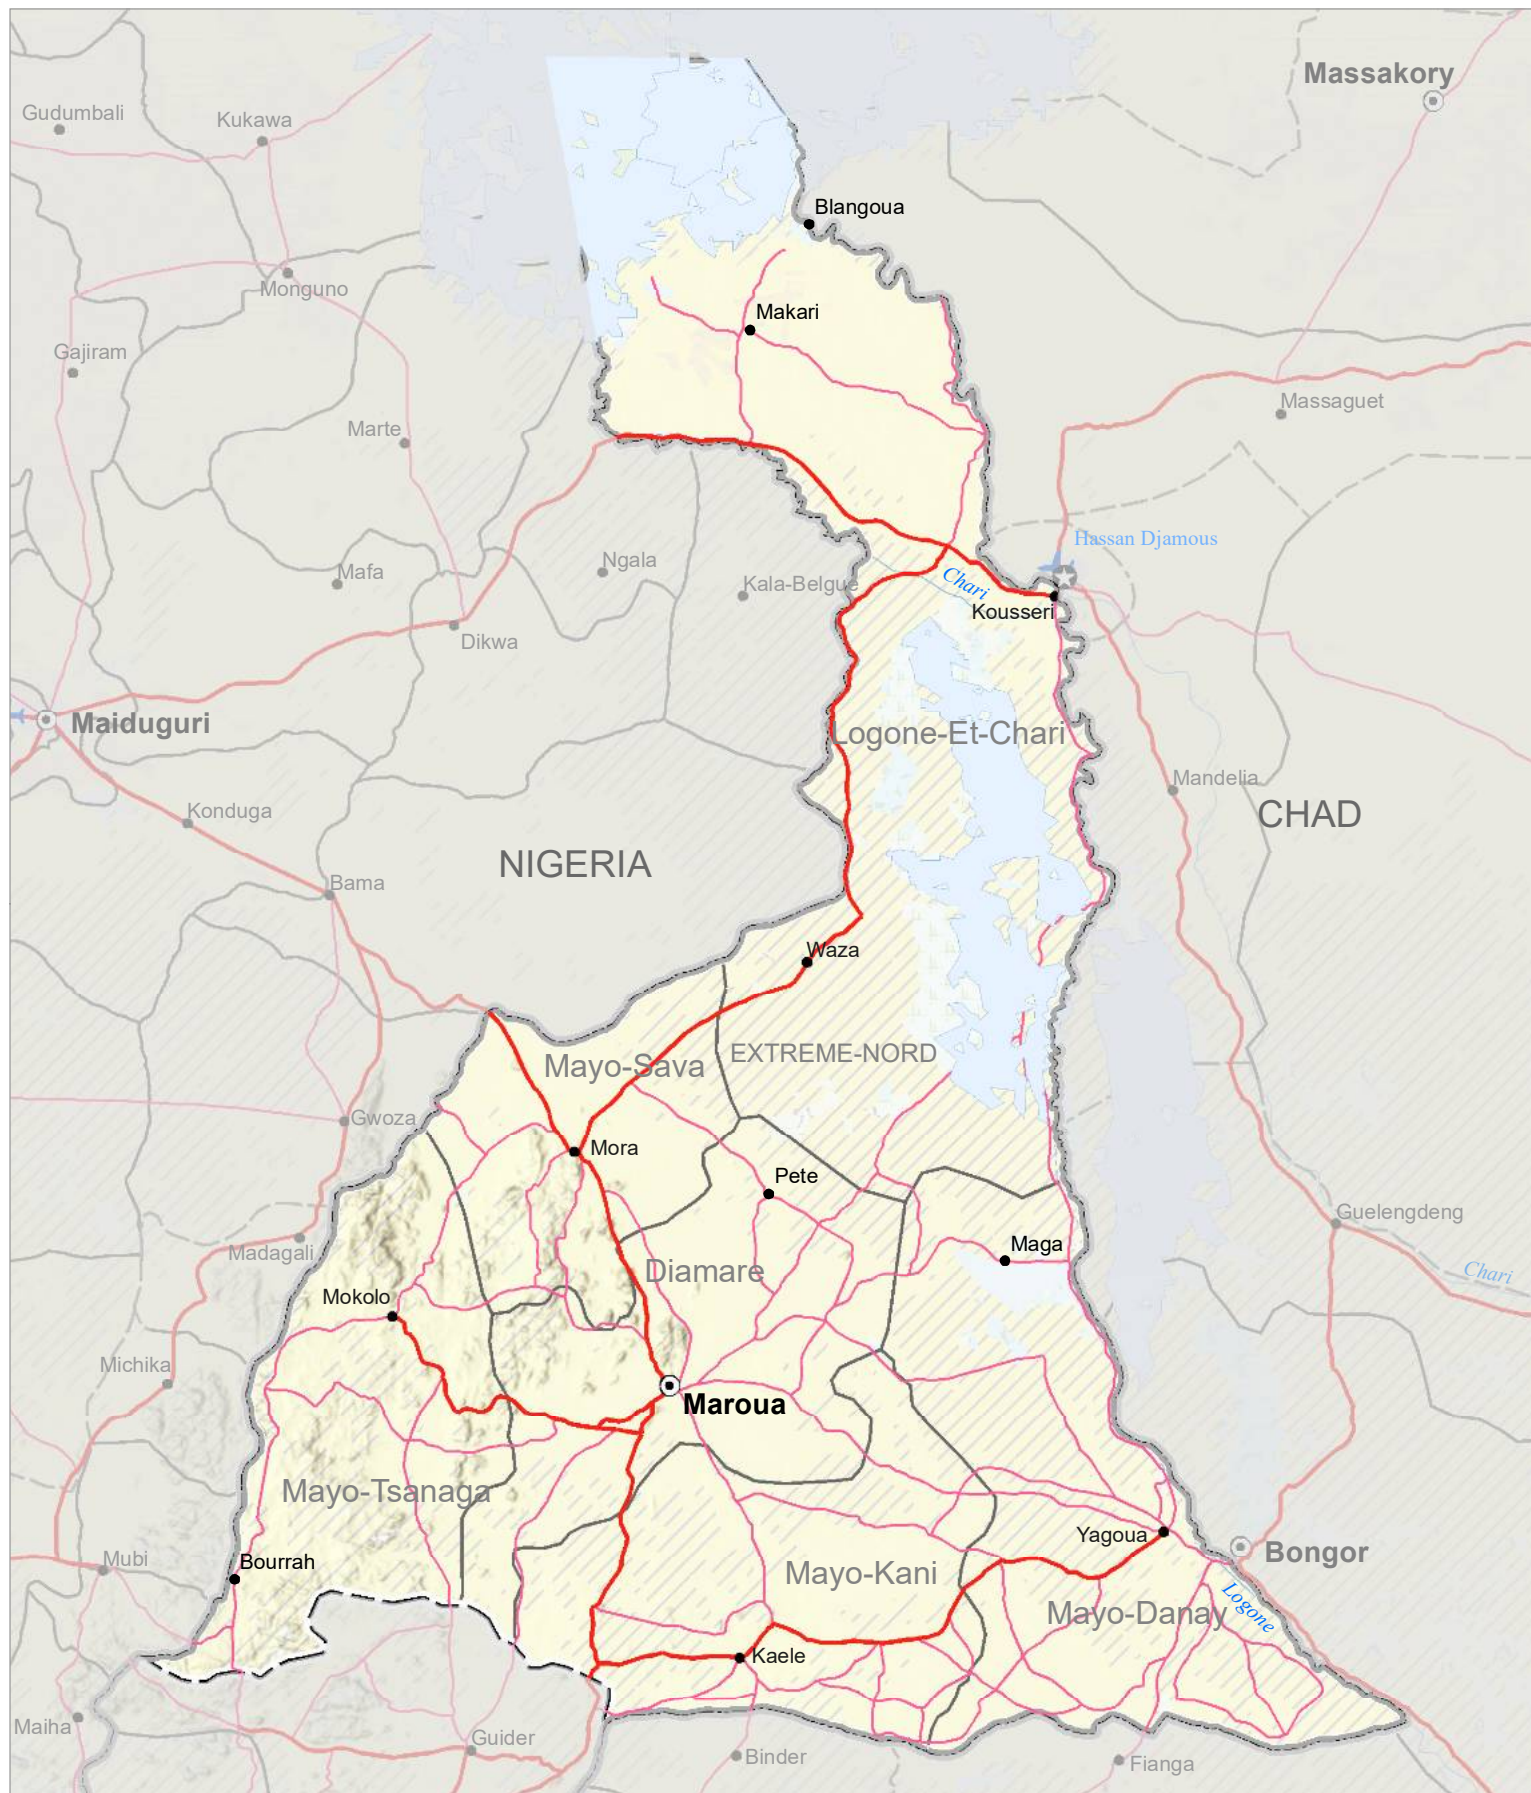 Massakory
Gudumbali
Kukawa
Blangoua
Monguno
Makari
Gajiram
Massaguet
Marte
Hassan Djamous
Ngala
Mafa
Kala-Belgue
Chari
Kousseri
Dikwa
Maiduguri
Logone-Et-Chari
Mandelia
Konduga
CHAD
NIGERIA
Bama
Waza
EXTREME-NORD
Mayo-Sava
Gwoza
Mora
Pete
Guelengdeng
Maga
Madagali
Diamare
Chari
Mokolo
Michika
Maroua
Mayo-Tsanaga
Yagoua
Bongor
Mubi
Bourrah
Mayo-Kani
Logone
Mayo-Danay
Kaele
Maiha
Guider
Binder
Fianga